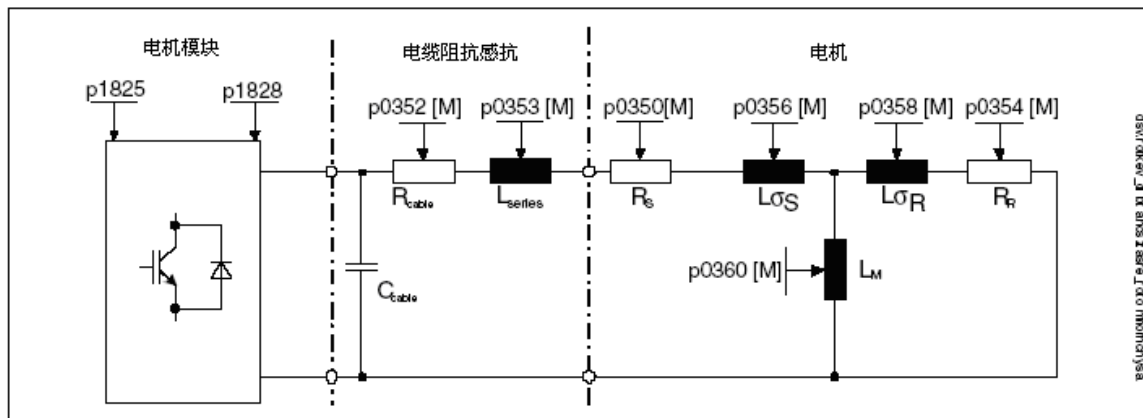 电机模块
电缆阻抗感抗
电机
p1825
p1828
p0352 [M]
p0353 [M]
p0350[M]
p0356 [M]
p0358 [M]
p0354 [M]
Rcable
Lseries
RS
LσS
LσR
RR
p0360 [M]
LM
Ccable